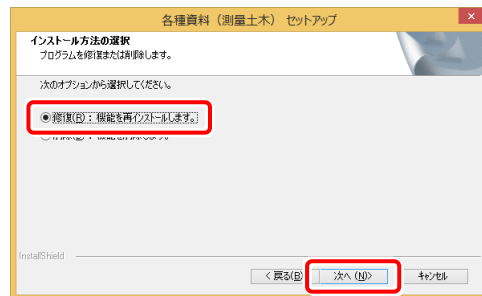 各種資料（測量土木） セットアップ
インストール方法の選択
プログラムを修復または削除します。
次のオプションから選択してください。
修復(R)：機能を再インストールします。
InstallShield
< 戻る(B)
次へ (N)>
キャンセル